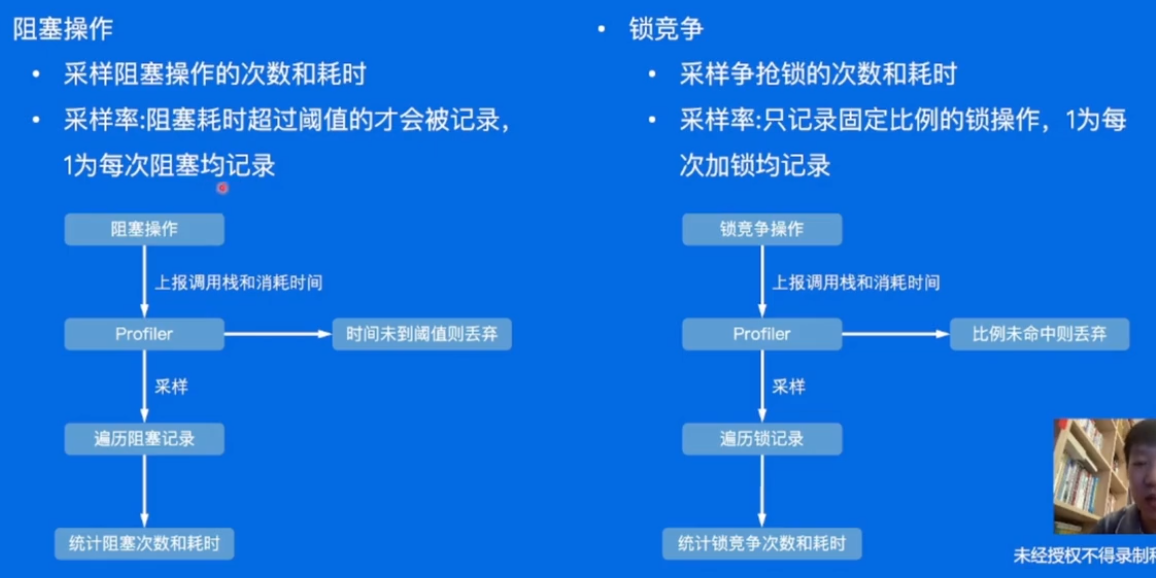 阻塞操作
• 采样阻塞操作的次数和耗时
• 采样率:阻塞耗时超过阈值的才会被记录，
1为每次阻塞均记录
阻塞操作
上报调用栈和消耗时间
Profiler
时间未到阈值则丢弃
采样
遍历阻塞记录
统计阻塞次数和耗时
• 锁竞争
• 采样争抢锁的次数和耗时
• 采样率:只记录固定比例的锁操作，1为每
次加锁均记录
锁竞争操作
上报调用栈和消耗时间
Profiler
比例未命中则丢弃
采样
遍历锁记录
统计锁竞争次数和耗时
未经授权不得录制